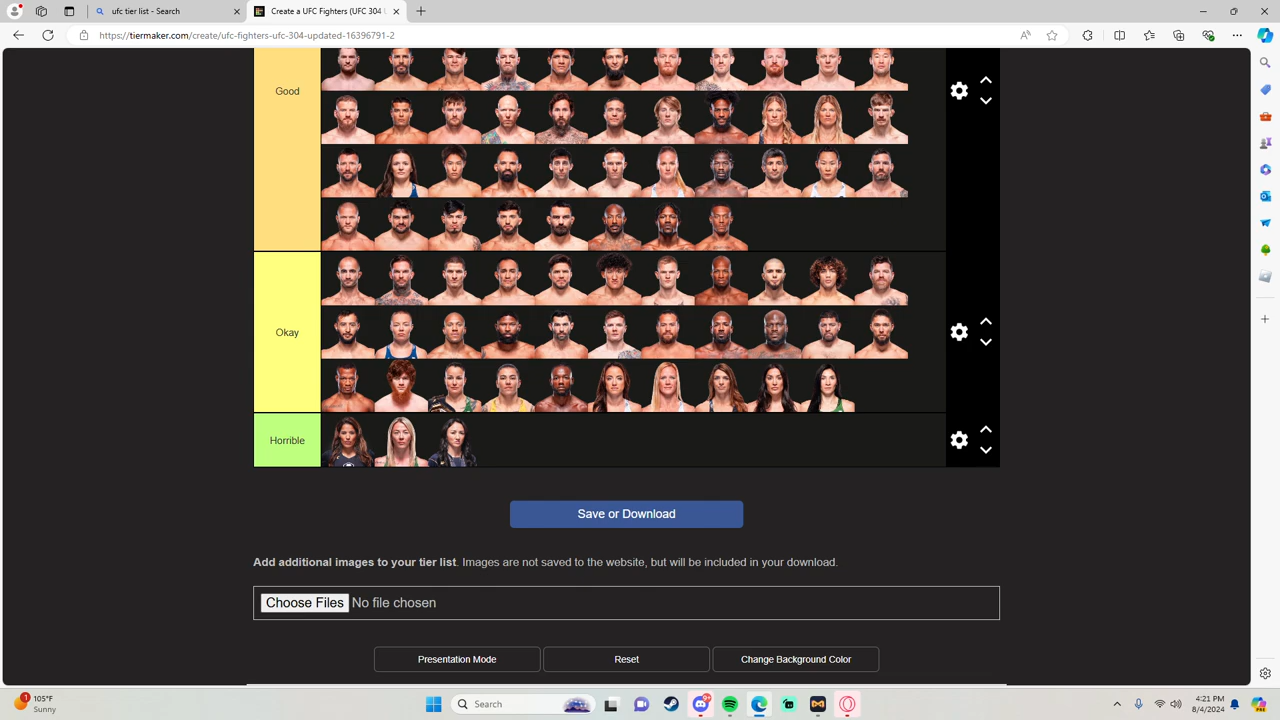 ufc tier list - Search
Create a UFC Fighters (UFC 304 U
https://tiermaker.com/create/ufc-fighters-ufc-304-updated-16396791-2
Good
Okay
Horrible
Save or Download
Add additional images to your tier list. Images are not saved to the website, but will be included in your download.
Choose Files No file chosen
Presentation Mode
Reset
Change Background Color
1
105°F
Sunny
Search
9+
4:21 PM
8/4/2024